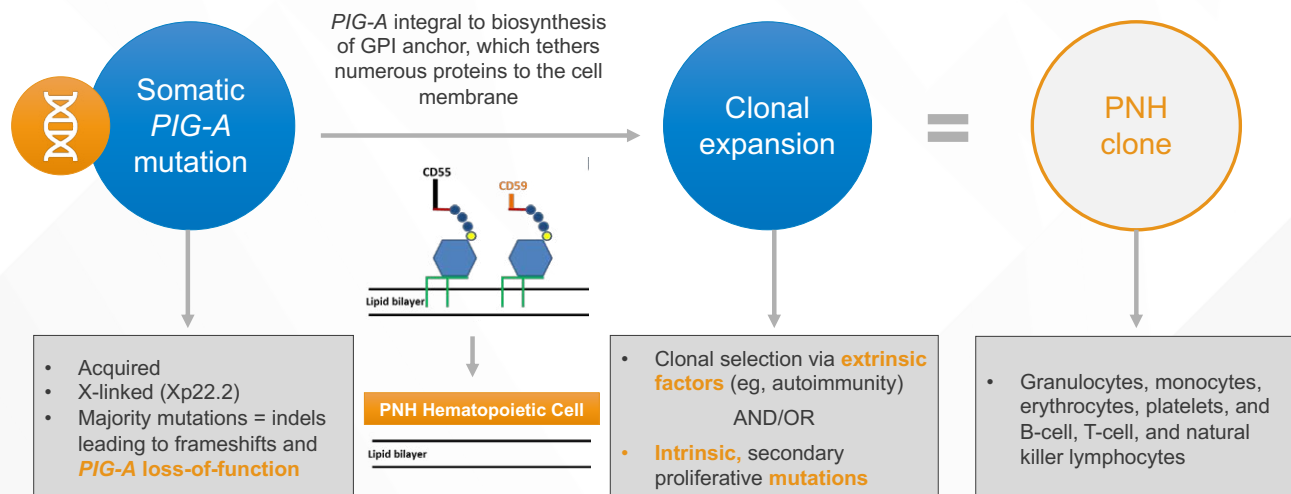 Somatic
PIG-A
mutation
PIG-A integral to biosynthesis
of GPI anchor, which tethers
numerous proteins to the cell
membrane
CD55
CD59
Lipid bilayer
PNH Hematopoietic Cell
Lipid bilayer
Clonal
expansion
=
PNH
clone
• Acquired
• X-linked (Xp22.2)
• Majority mutations = indels
leading to frameshifts and
PIG-A loss-of-function
• Clonal selection via extrinsic
factors (eg, autoimmunity)
AND/OR
• Intrinsic, secondary
proliferative mutations
• Granulocytes, monocytes,
erythrocytes, platelets, and
B-cell, T-cell, and natural
killer lymphocytes